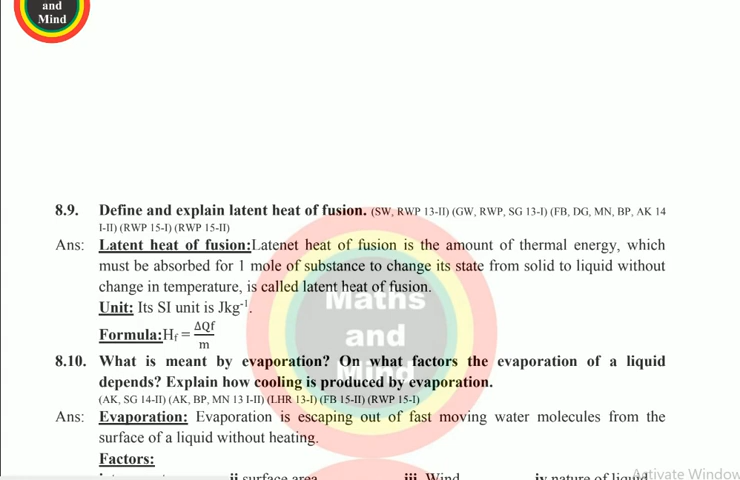 and
Mind
8.9. Define and explain latent heat of fusion. (SW, RWP 13-II) (GW, RWP, SG 13-I) (FB, DG, MN, BP, AK 14
I-II) (RWP 15-I) (RWP 15-II)
Ans: Latent heat of fusion:Latenet heat of fusion is the amount of thermal energy, which
must be absorbed for 1 mole of substance to change its state from solid to liquid without
change in temperature, is called latent heat of fusion.
Unit: Its SI unit is Jkg⁻¹.
Maths
Formula:Hf = ΔQf/m
and
8.10. What is meant by evaporation? On what factors the evaporation of a liquid
Mind
depends? Explain how cooling is produced by evaporation.
(AK, SG 14-II) (AK, BP, MN 13 I-II) (LHR 13-I) (FB 15-II) (RWP 15-I)
Ans: Evaporation: Evaporation is escaping out of fast moving water molecules from the
surface of a liquid without heating.
Factors:
ii surface area iii Wind iv nature of liquid
Activate Window